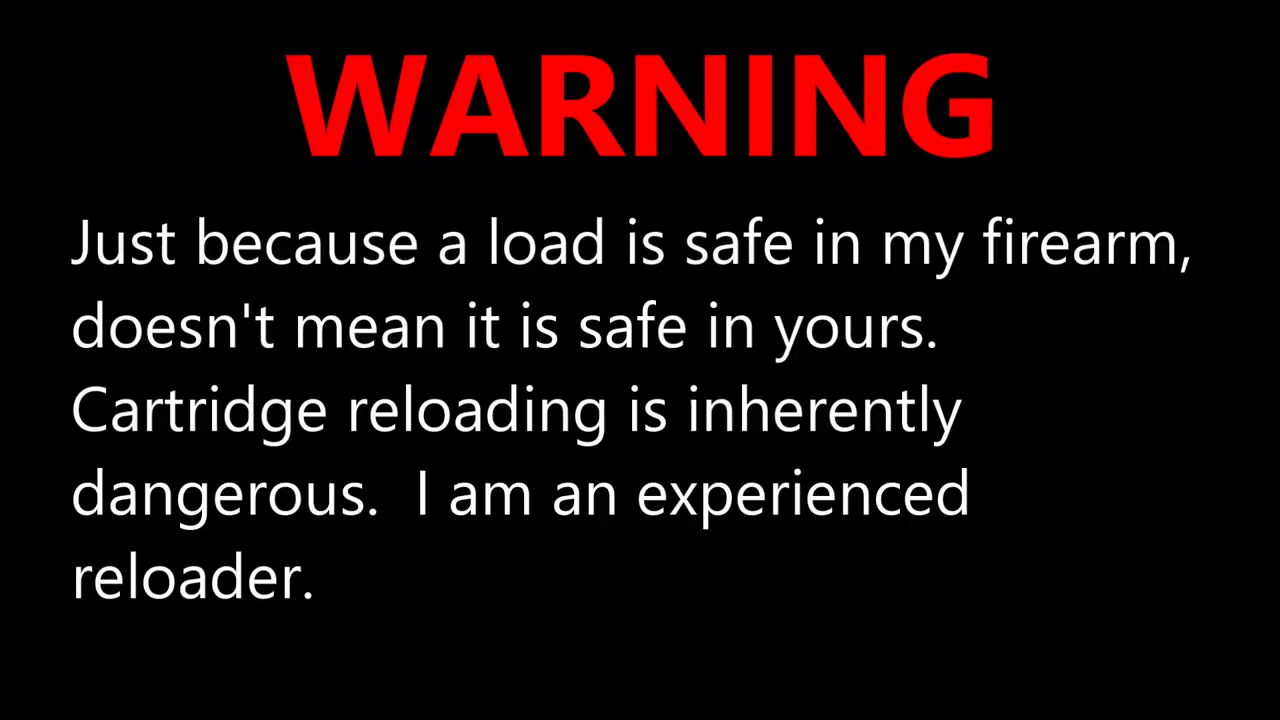 WARNING
Just because a load is safe in my firearm,
doesn't mean it is safe in yours.
Cartridge reloading is inherently
dangerous.  I am an experienced
reloader.